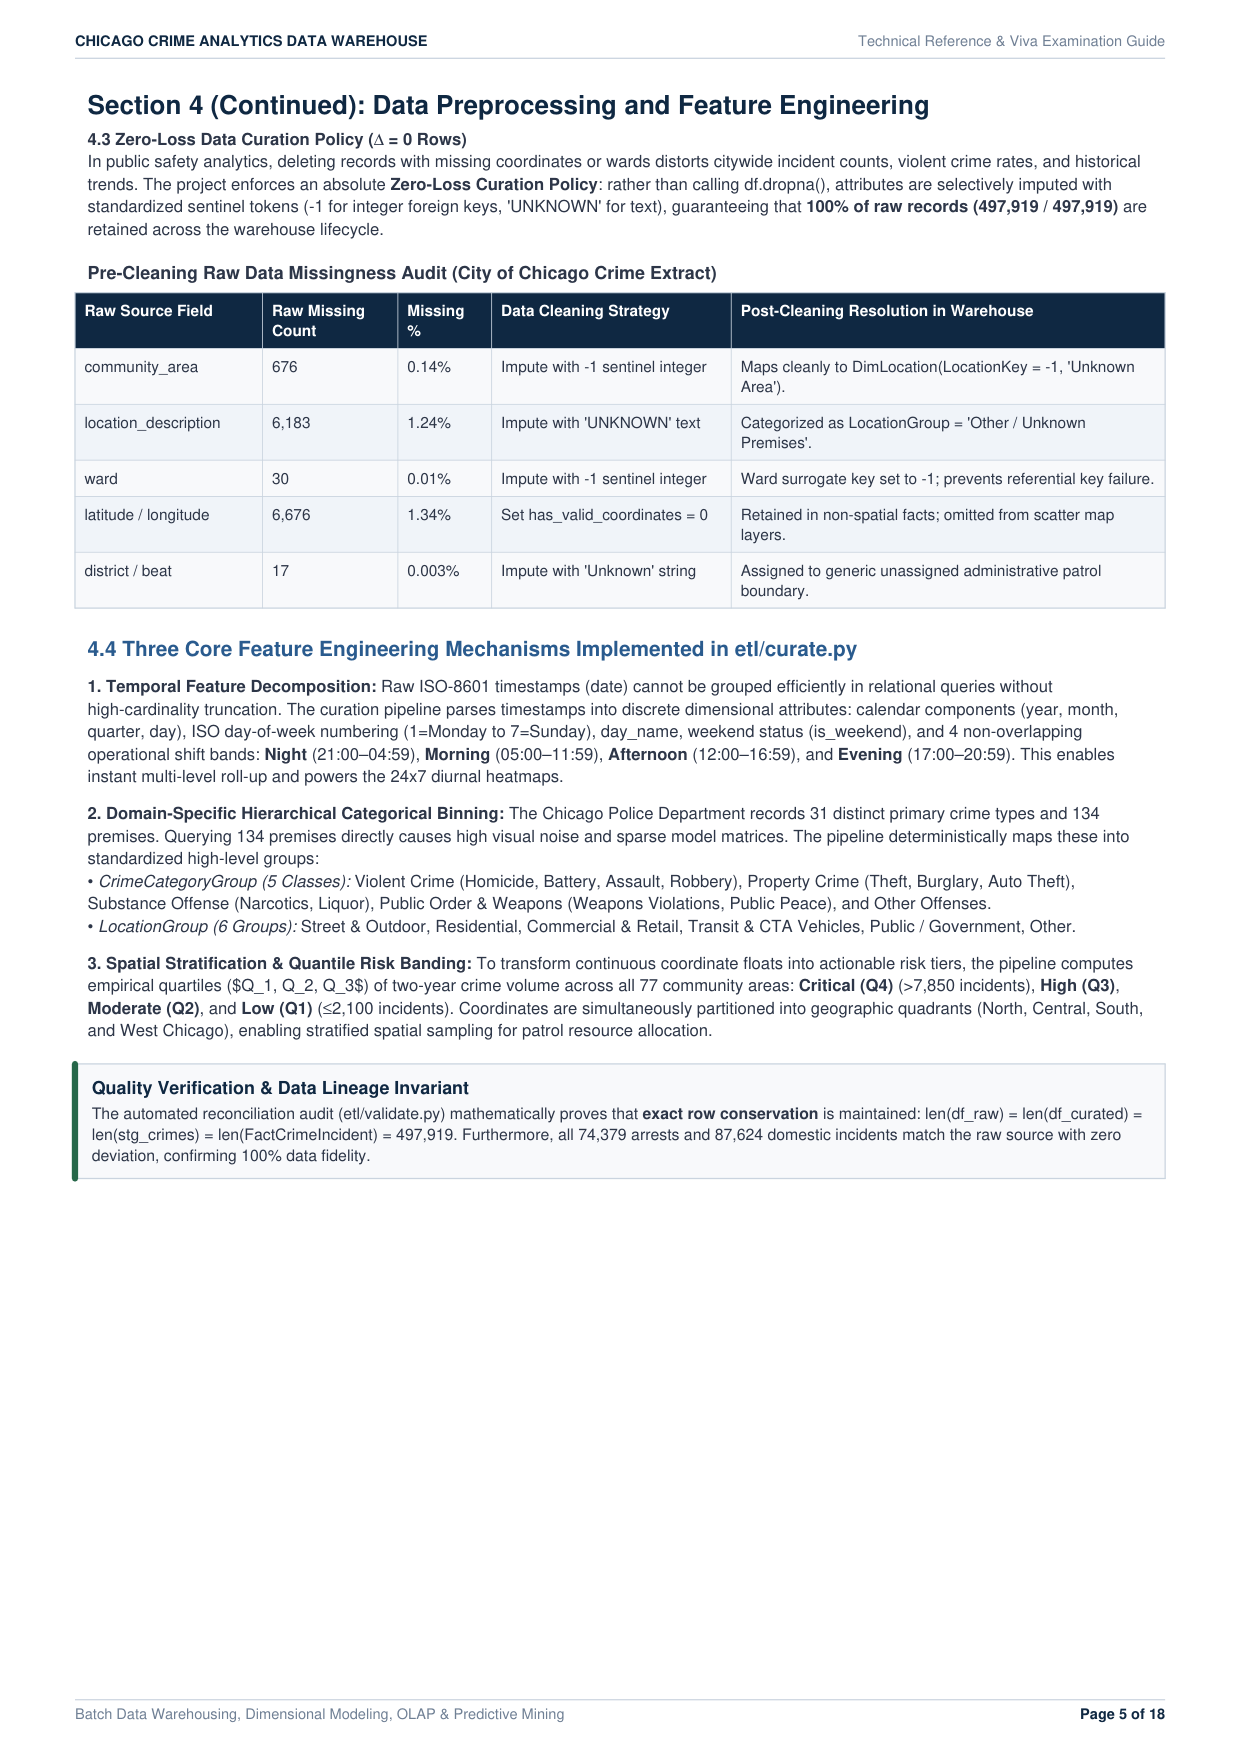 CHICAGO CRIME ANALYTICS DATA WAREHOUSE
Technical Reference & Viva Examination Guide
Section 4 (Continued): Data Preprocessing and Feature Engineering
4.3 Zero-Loss Data Curation Policy (Δ = 0 Rows)
In public safety analytics, deleting records with missing coordinates or wards distorts citywide incident counts, violent crime rates, and historical
trends. The project enforces an absolute Zero-Loss Curation Policy: rather than calling df.dropna(), attributes are selectively imputed with
standardized sentinel tokens (-1 for integer foreign keys, 'UNKNOWN' for text), guaranteeing that 100% of raw records (497,919 / 497,919) are
retained across the warehouse lifecycle.
Pre-Cleaning Raw Data Missingness Audit (City of Chicago Crime Extract)
Raw Source Field
Raw Missing
Count
Missing
%
Data Cleaning Strategy
Post-Cleaning Resolution in Warehouse
community_area
676
0.14%
Impute with -1 sentinel integer
Maps cleanly to DimLocation(LocationKey = -1, 'Unknown
Area').
location_description
6,183
1.24%
Impute with 'UNKNOWN' text
Categorized as LocationGroup = 'Other / Unknown
Premises'.
ward
30
0.01%
Impute with -1 sentinel integer
Ward surrogate key set to -1; prevents referential key failure.
latitude / longitude
6,676
1.34%
Set has_valid_coordinates = 0
Retained in non-spatial facts; omitted from scatter map
layers.
district / beat
17
0.003%
Impute with 'Unknown' string
Assigned to generic unassigned administrative patrol
boundary.
4.4 Three Core Feature Engineering Mechanisms Implemented in etl/curate.py
1. Temporal Feature Decomposition: Raw ISO-8601 timestamps (date) cannot be grouped efficiently in relational queries without
high-cardinality truncation. The curation pipeline parses timestamps into discrete dimensional attributes: calendar components (year, month,
quarter, day), ISO day-of-week numbering (1=Monday to 7=Sunday), day_name, weekend status (is_weekend), and 4 non-overlapping
operational shift bands: Night (21:00–04:59), Morning (05:00–11:59), Afternoon (12:00–16:59), and Evening (17:00–20:59). This enables
instant multi-level roll-up and powers the 24x7 diurnal heatmaps.
2. Domain-Specific Hierarchical Categorical Binning: The Chicago Police Department records 31 distinct primary crime types and 134
premises. Querying 134 premises directly causes high visual noise and sparse model matrices. The pipeline deterministically maps these into
standardized high-level groups:
• CrimeCategoryGroup (5 Classes): Violent Crime (Homicide, Battery, Assault, Robbery), Property Crime (Theft, Burglary, Auto Theft),
Substance Offense (Narcotics, Liquor), Public Order & Weapons (Weapons Violations, Public Peace), and Other Offenses.
• LocationGroup (6 Groups): Street & Outdoor, Residential, Commercial & Retail, Transit & CTA Vehicles, Public / Government, Other.
3. Spatial Stratification & Quantile Risk Banding: To transform continuous coordinate floats into actionable risk tiers, the pipeline computes
empirical quartiles ($Q_1, Q_2, Q_3$) of two-year crime volume across all 77 community areas: Critical (Q4) (>7,850 incidents), High (Q3),
Moderate (Q2), and Low (Q1) (≤2,100 incidents). Coordinates are simultaneously partitioned into geographic quadrants (North, Central, South,
and West Chicago), enabling stratified spatial sampling for patrol resource allocation.
Quality Verification & Data Lineage Invariant
The automated reconciliation audit (etl/validate.py) mathematically proves that exact row conservation is maintained: len(df_raw) = len(df_curated) =
len(stg_crimes) = len(FactCrimeIncident) = 497,919. Furthermore, all 74,379 arrests and 87,624 domestic incidents match the raw source with zero
deviation, confirming 100% data fidelity.
Batch Data Warehousing, Dimensional Modeling, OLAP & Predictive Mining
Page 5 of 18